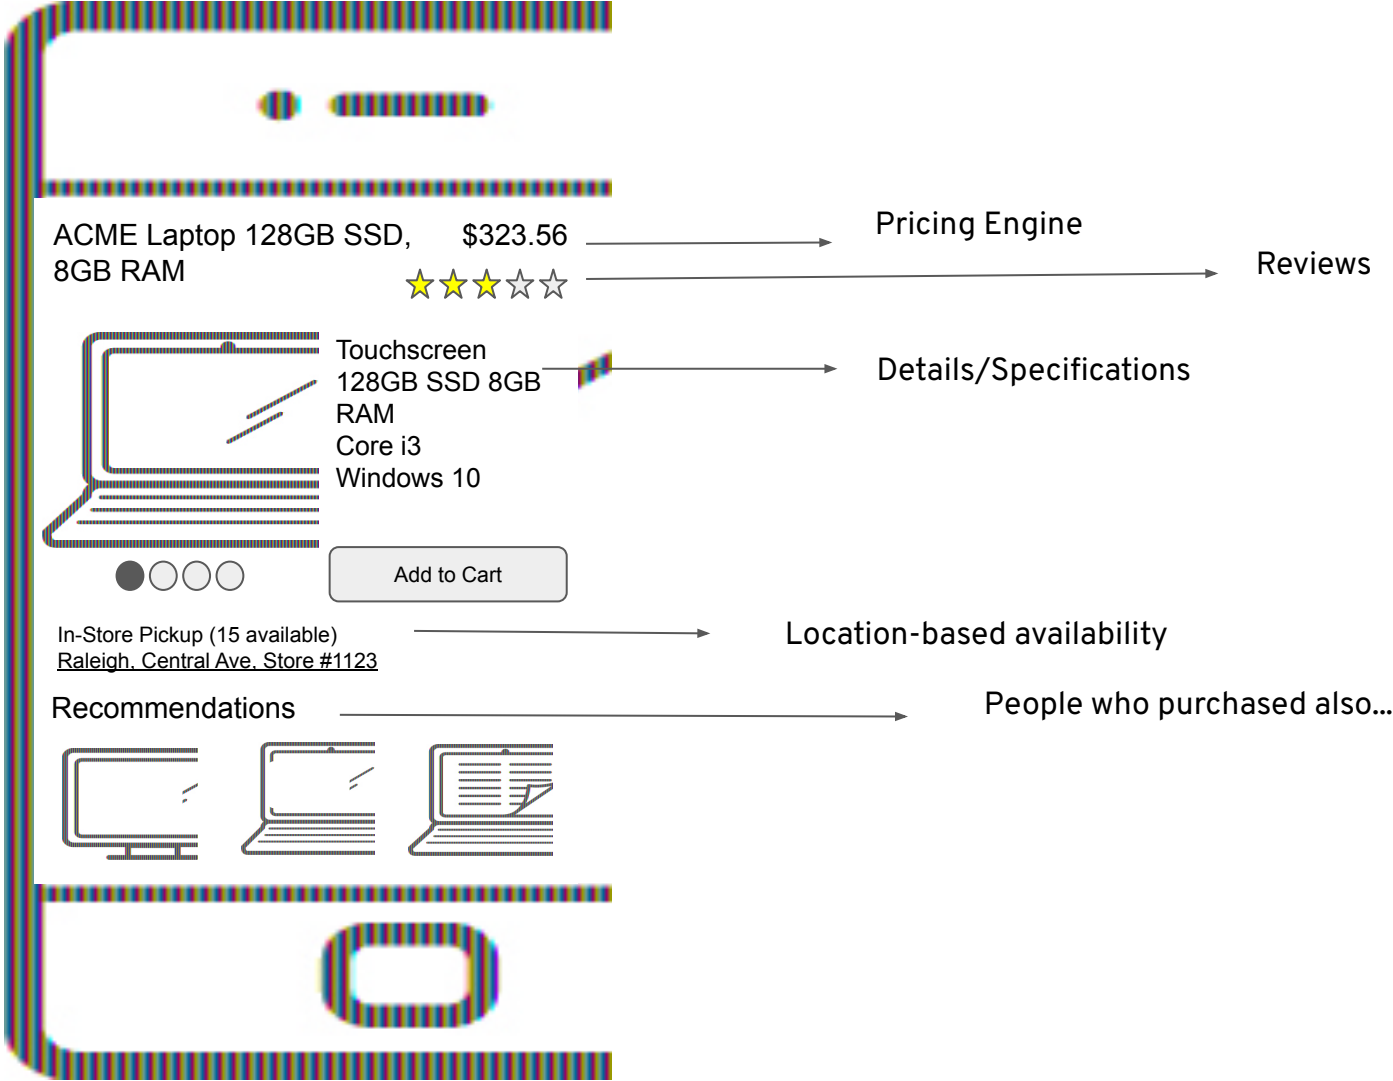 ACME Laptop 128GB SSD,
8GB RAM
$323.56
Pricing Engine
Reviews
Touchscreen
128GB SSD 8GB
RAM
Core i3
Windows 10
Details/Specifications
Add to Cart
In-Store Pickup (15 available)
Raleigh, Central Ave, Store #1123
Location-based availability
Recommendations
People who purchased also...